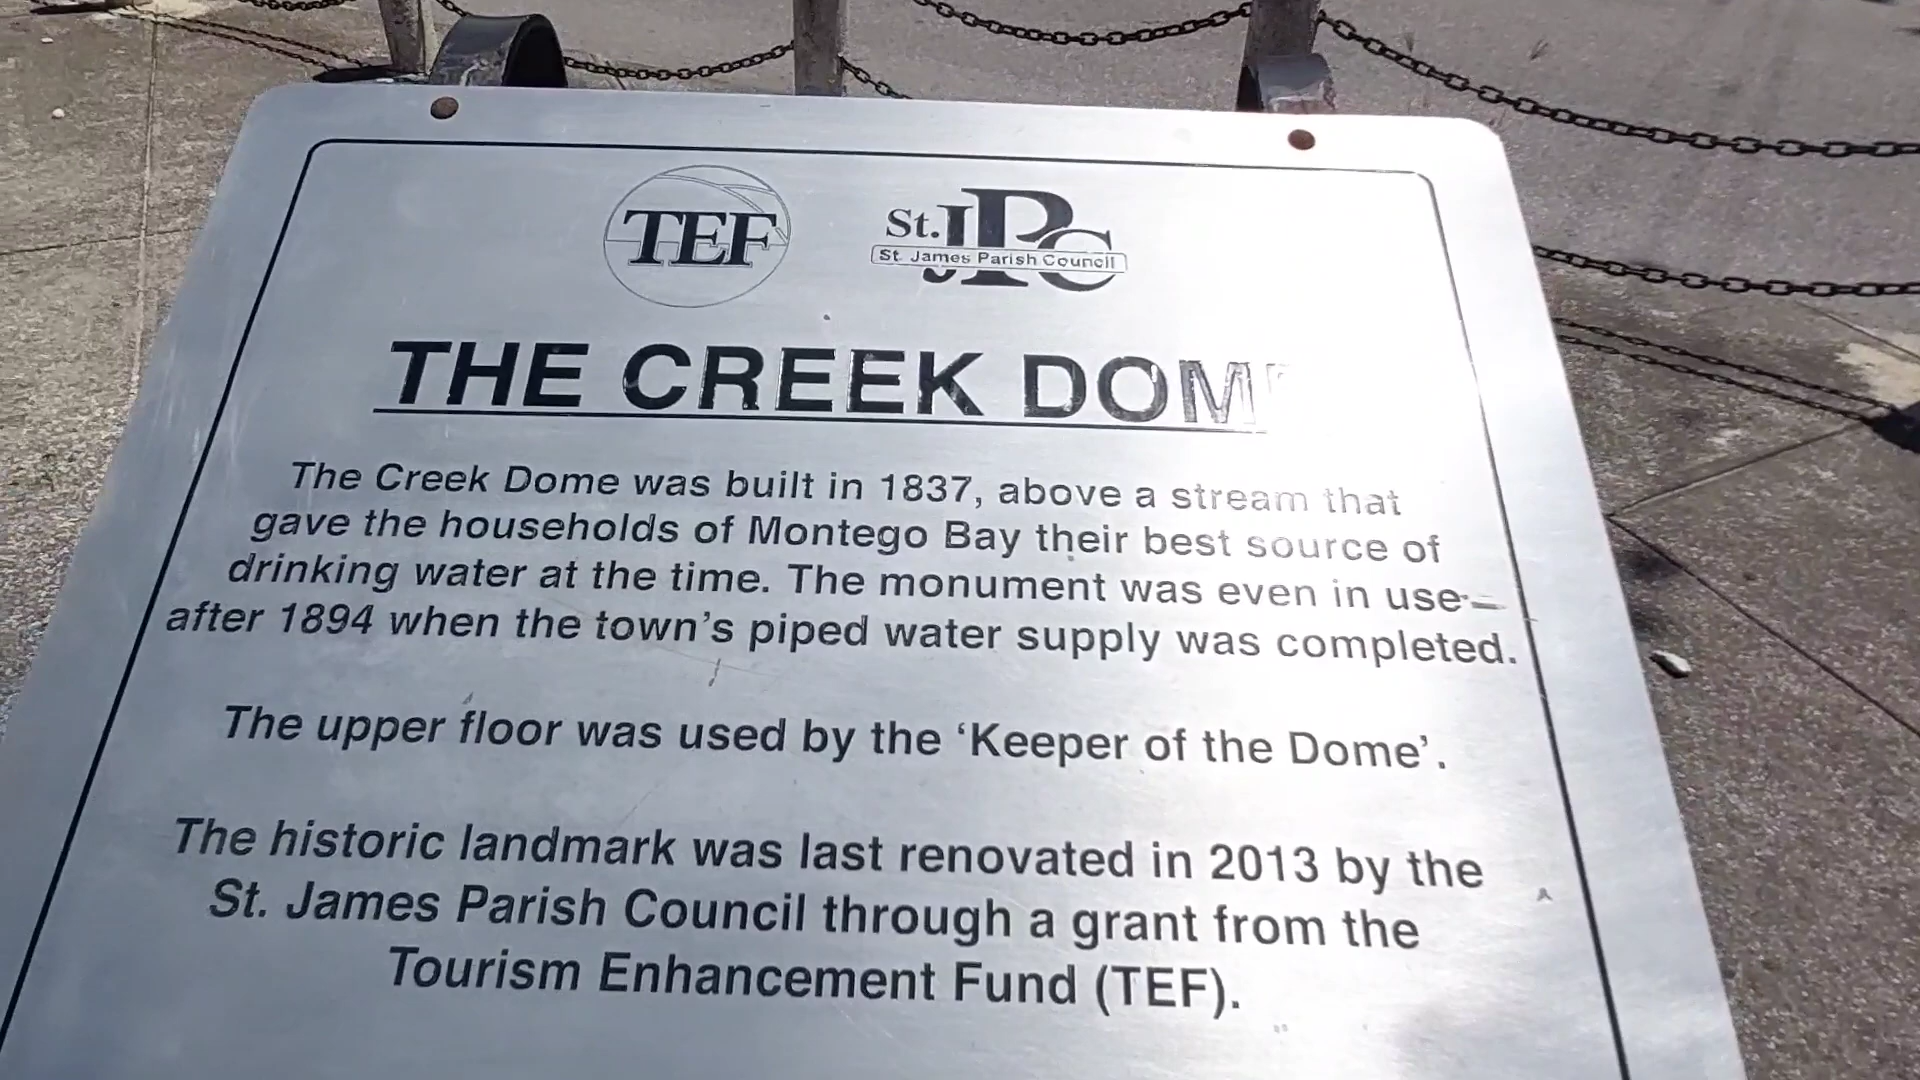 TEF
St. JPC
St. James Parish Council
THE CREEK DOM
The Creek Dome was built in 1837, above a stream that
gave the households of Montego Bay their best source of
drinking water at the time. The monument was even in use
after 1894 when the town’s piped water supply was completed.
The upper floor was used by the ‘Keeper of the Dome’.
The historic landmark was last renovated in 2013 by the
St. James Parish Council through a grant from the
Tourism Enhancement Fund (TEF).